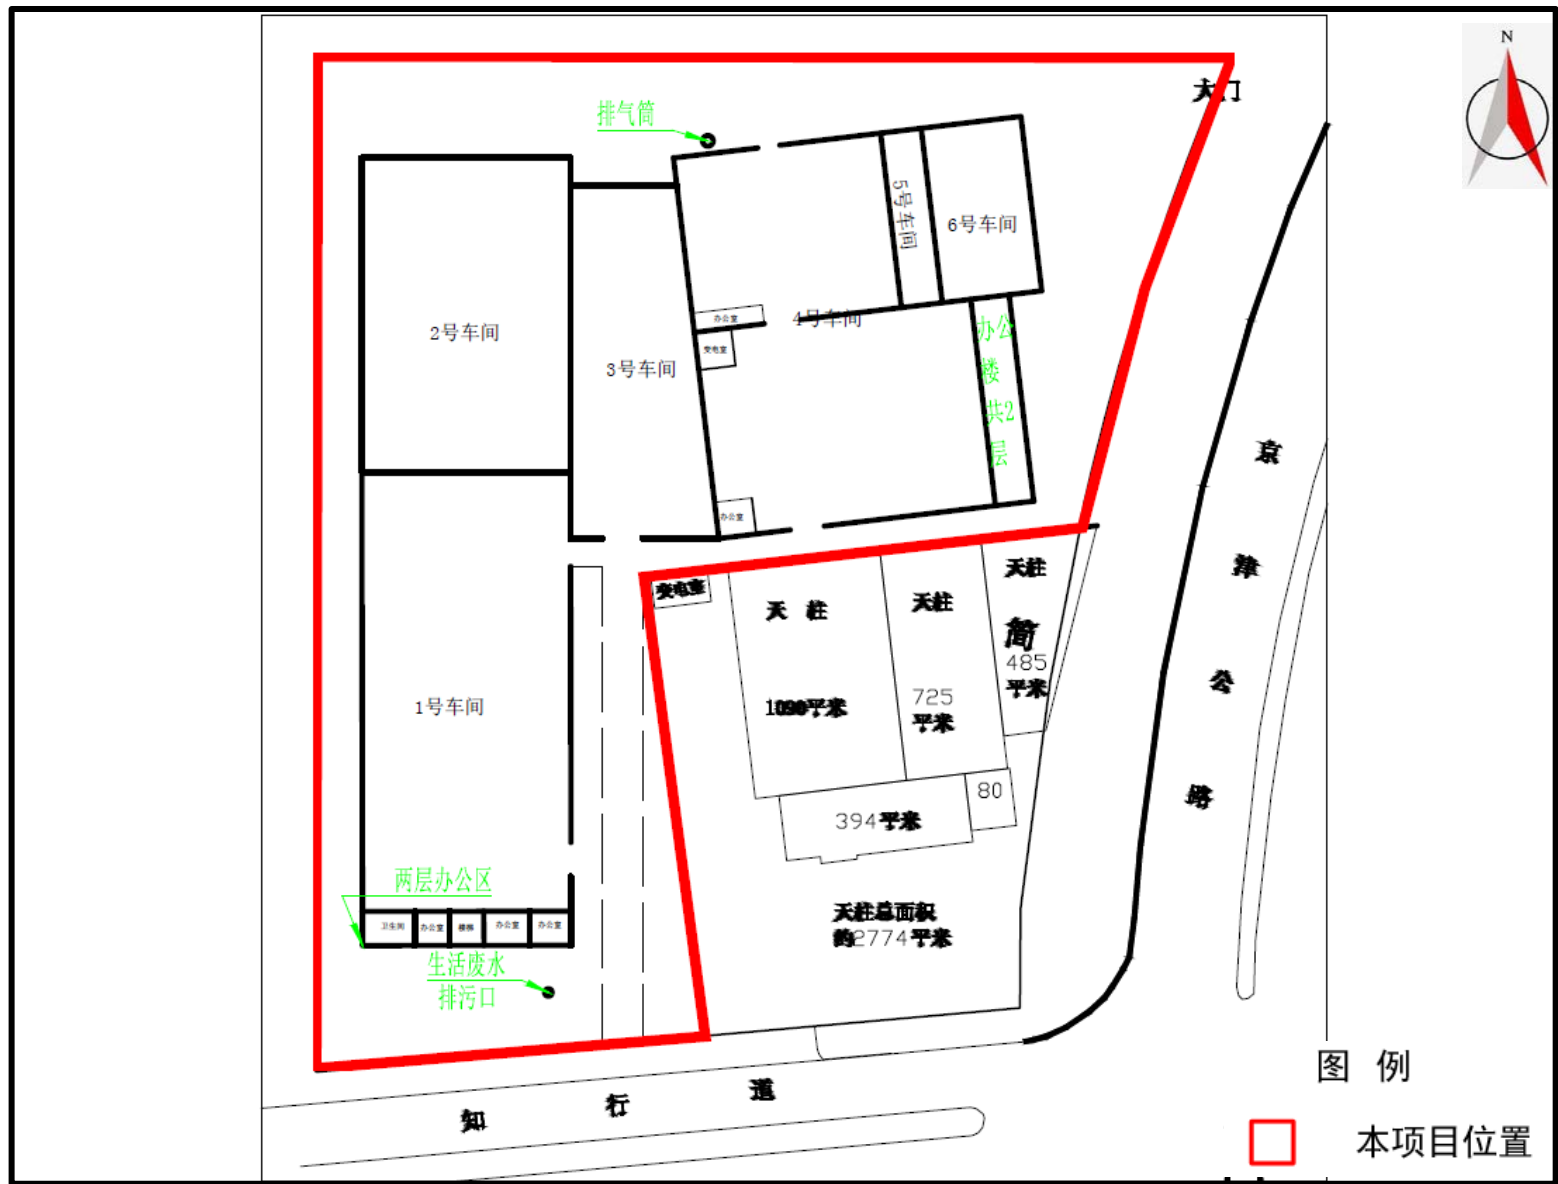 N
大门
排气筒
5号车间
6号车间
2号车间
办公室
4号车间
变电室
3号车间
办公
楼
共2
层
京
办公室
津
变电室
天 柱
天柱
天柱
简
485
平米
1090平米
725
平米
公
1号车间
80
路
394平米
两层办公区
卫生间
办公室
楼梯
办公室
办公室
天柱总面积
约2774平米
生活废水
排污口
图 例
知 行 道
本项目位置